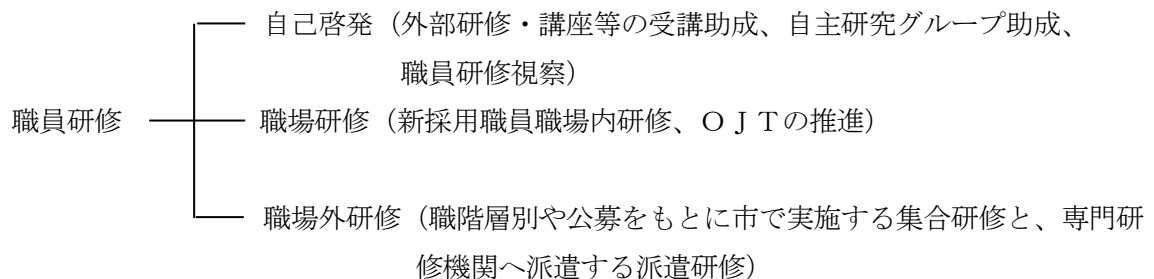 自己啓発（外部研修・講座等の受講助成、自主研究グループ助成、
職員研修視察）
職員研修
職場研修（新採用職員職場内研修、ＯＪＴの推進）
職場外研修（職階層別や公募をもとに市で実施する集合研修と、専門研
修機関へ派遣する派遣研修）